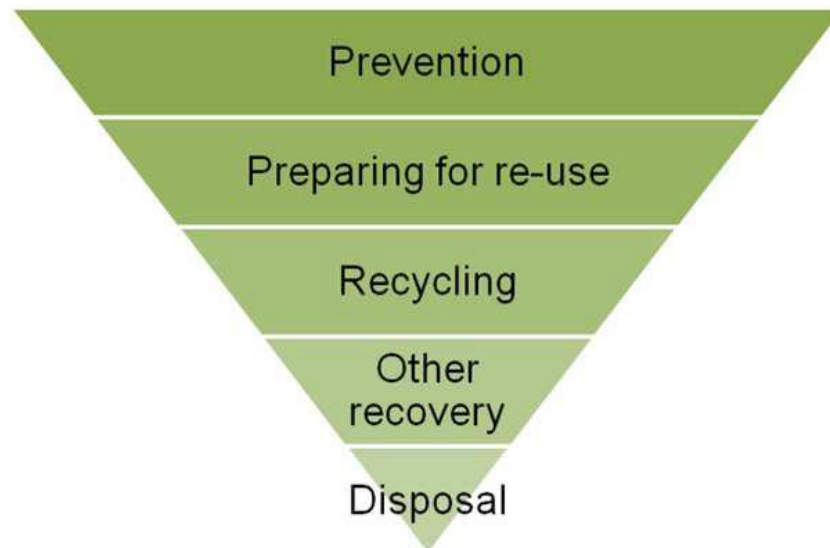 Prevention
Preparing for re-use
Recycling
Other
recovery
Disposal